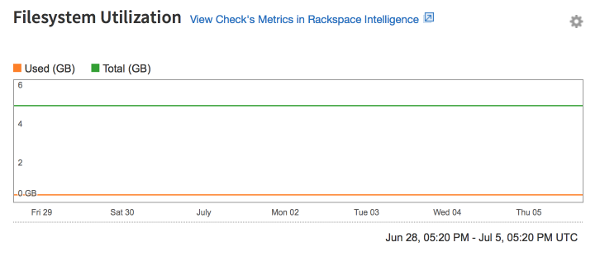 Filesystem Utilization View Check's Metrics in Rackspace Intelligence
Used (GB) Total (GB)
6
4
2
0 GB
Fri 29 Sat 30 July Mon 02 Tue 03 Wed 04 Thu 05
Jun 28, 05:20 PM - Jul 5, 05:20 PM UTC